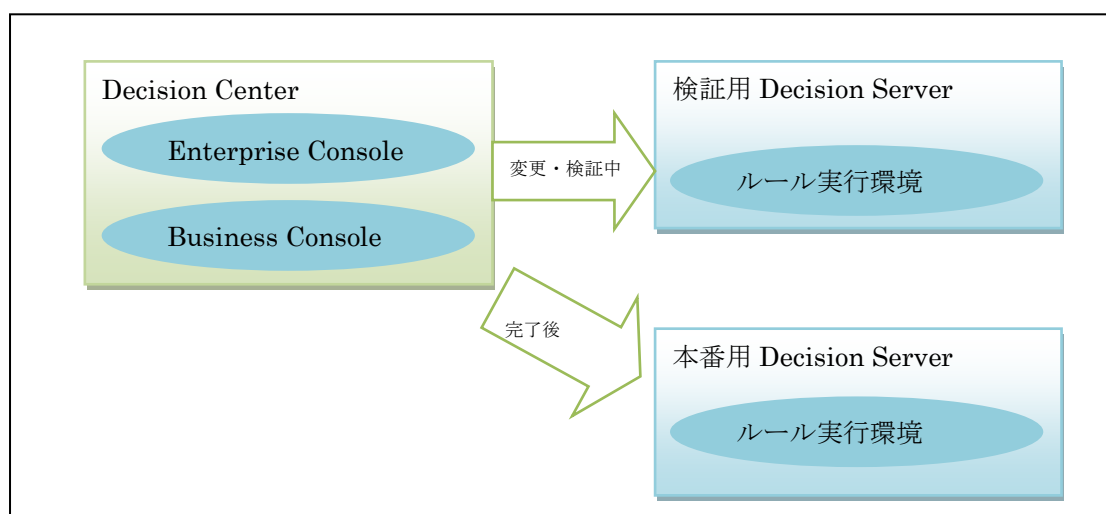 Decision Center
Enterprise Console
Business Console
変更・検証中
検証用 Decision Server
ルール実行環境
完了後
本番用 Decision Server
ルール実行環境